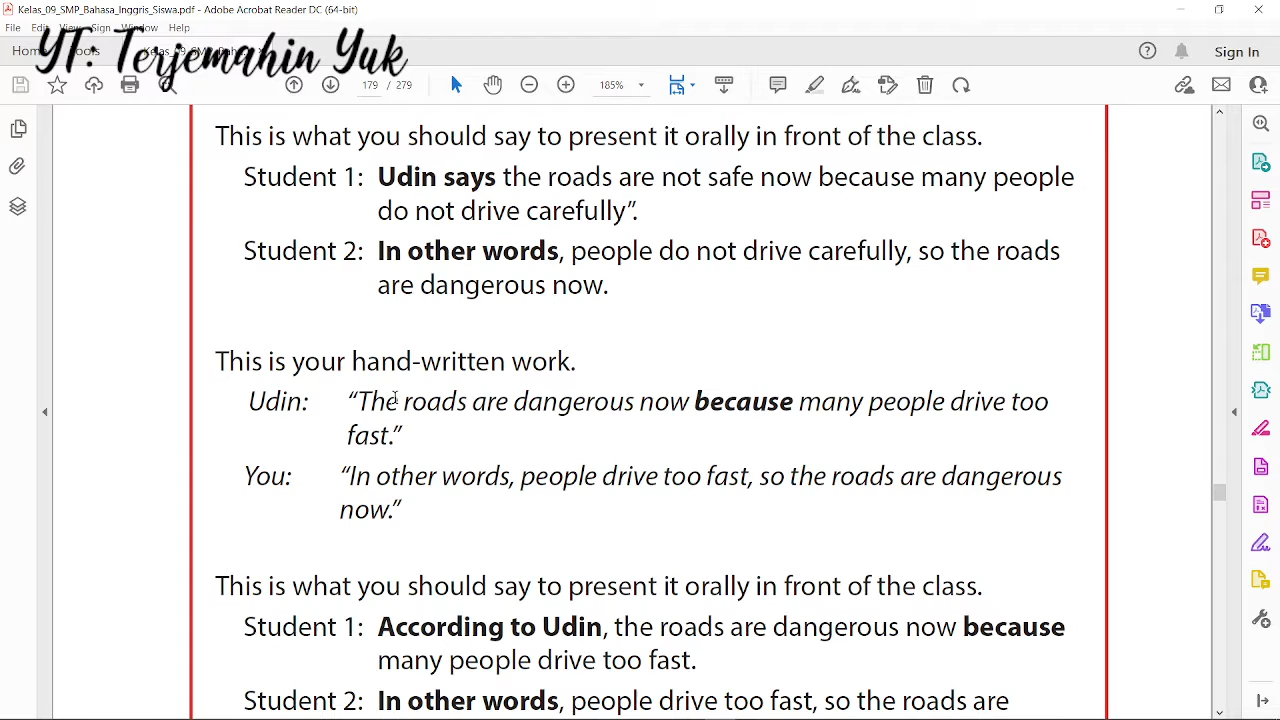 Kelas_09_SMP_Bahasa_Inggris_Siswa.pdf - Adobe Acrobat Reader DC (64-bit)
File Edit View Sign Window Help
YT: Terjemahin Yuk
Home Tools
Sign In
179 / 279
185%
This is what you should say to present it orally in front of the class.
Student 1: Udin says the roads are not safe now because many people
do not drive carefully”.
Student 2: In other words, people do not drive carefully, so the roads
are dangerous now.
This is your hand-written work.
Udin: “The roads are dangerous now because many people drive too
fast.”
You: “In other words, people drive too fast, so the roads are dangerous
now.”
This is what you should say to present it orally in front of the class.
Student 1: According to Udin, the roads are dangerous now because
many people drive too fast.
Student 2: In other words, people drive too fast, so the roads are